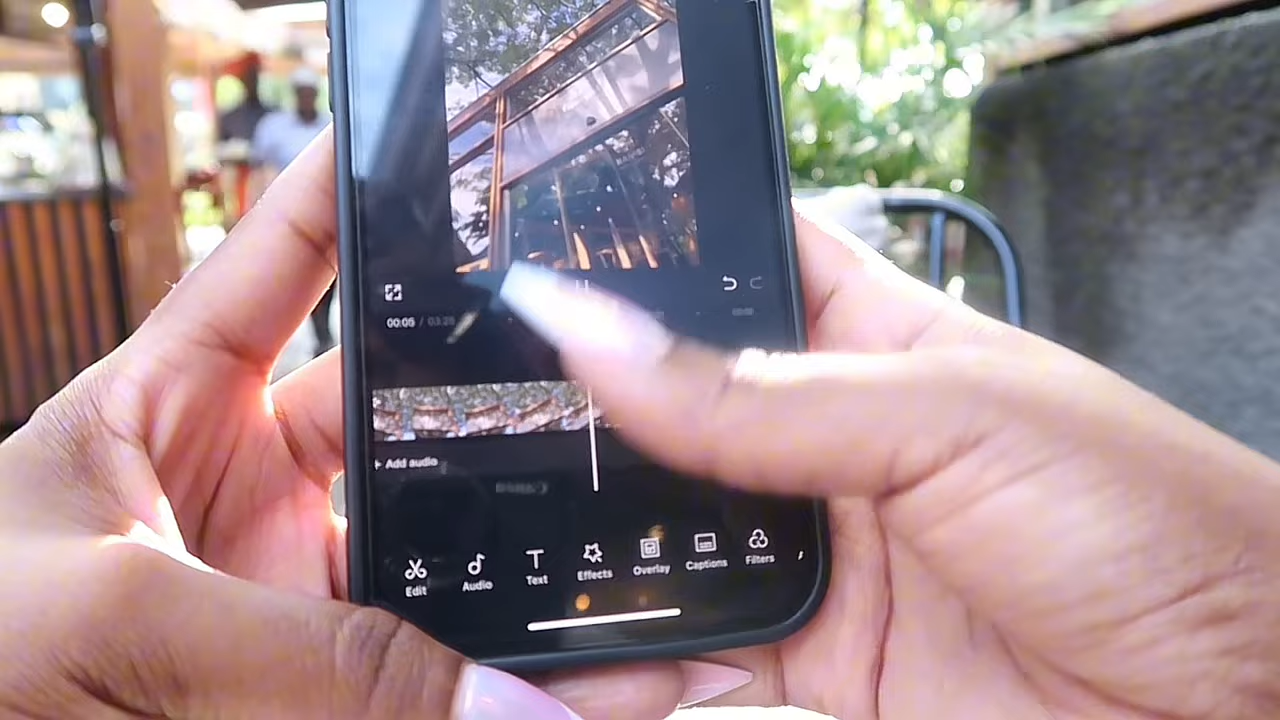 00:05 / 03:28
+ Add audio
Edit
Audio
Text
Effects
Overlay
Captions
Filters